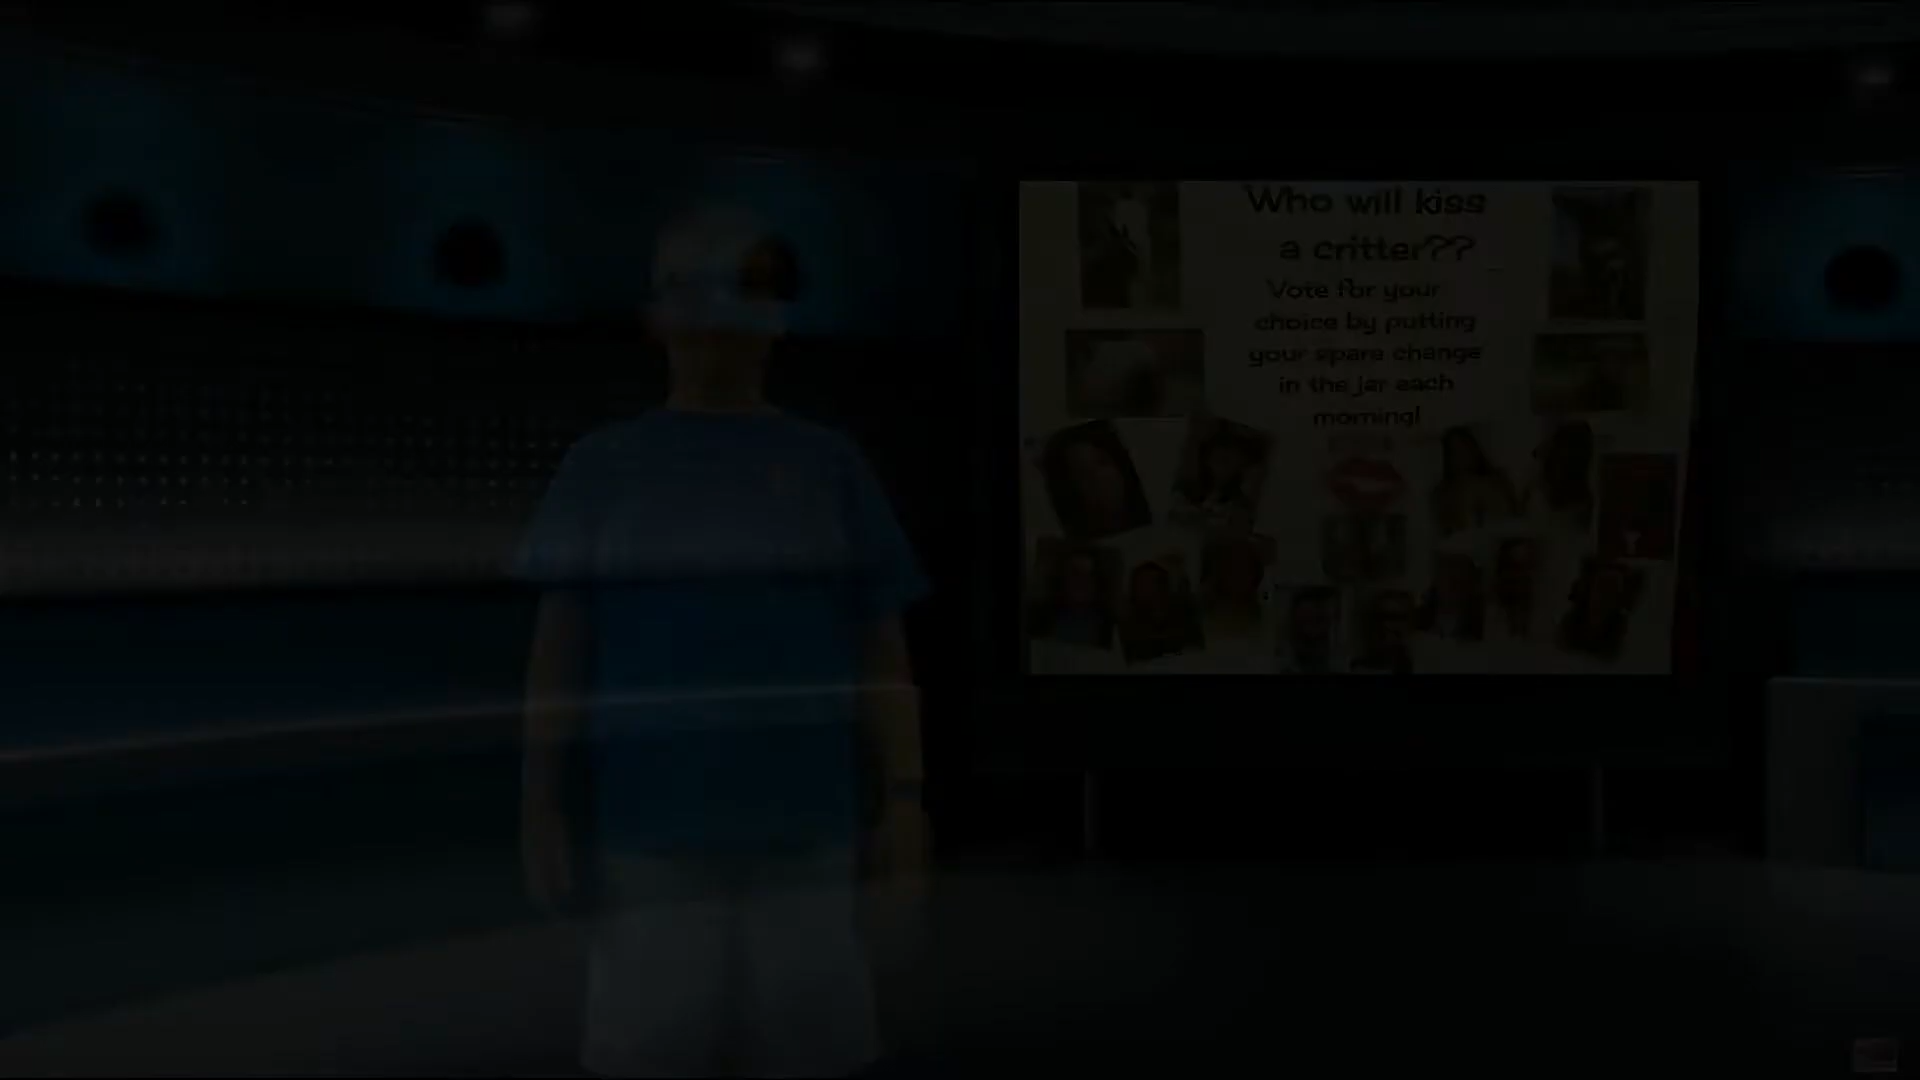 Who will kiss
a critter??
Vote for your
choice by putting
your spare change
in the jar each
morning!